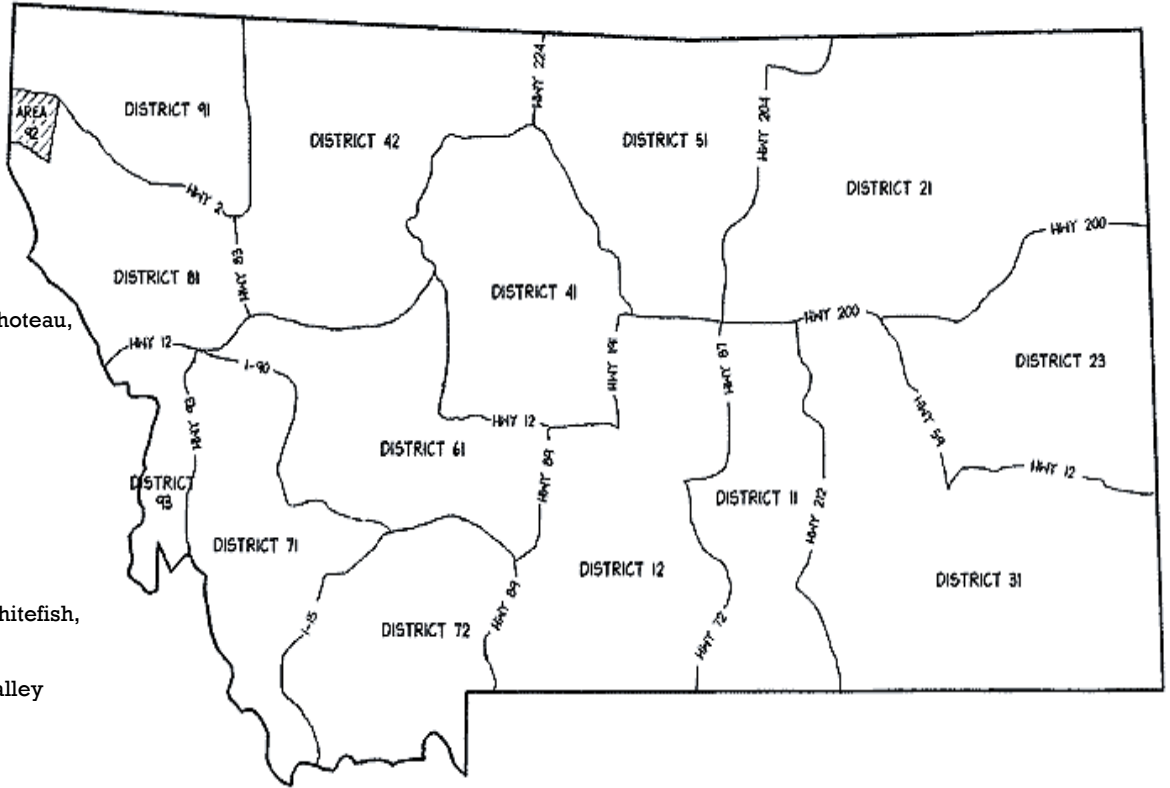 HWY 224
AREA
92
DISTRICT 91
DISTRICT 42
DISTRICT 51
HWY 204
DISTRICT 21
HWY 2
HWY 200
HWY 83
DISTRICT 81
DISTRICT 41
hoteau,
HWY 12
HWY 200
I-90
HWY 191
HWY 87
DISTRICT 23
HWY 93
HWY 12
HWY 59
DISTRICT 61
HWY 89
HWY 12
DISTRICT
93
DISTRICT 11
HWY 212
DISTRICT 71
DISTRICT 12
DISTRICT 31
hitefish,
I-15
DISTRICT 72
HWY 89
HWY 72
alley